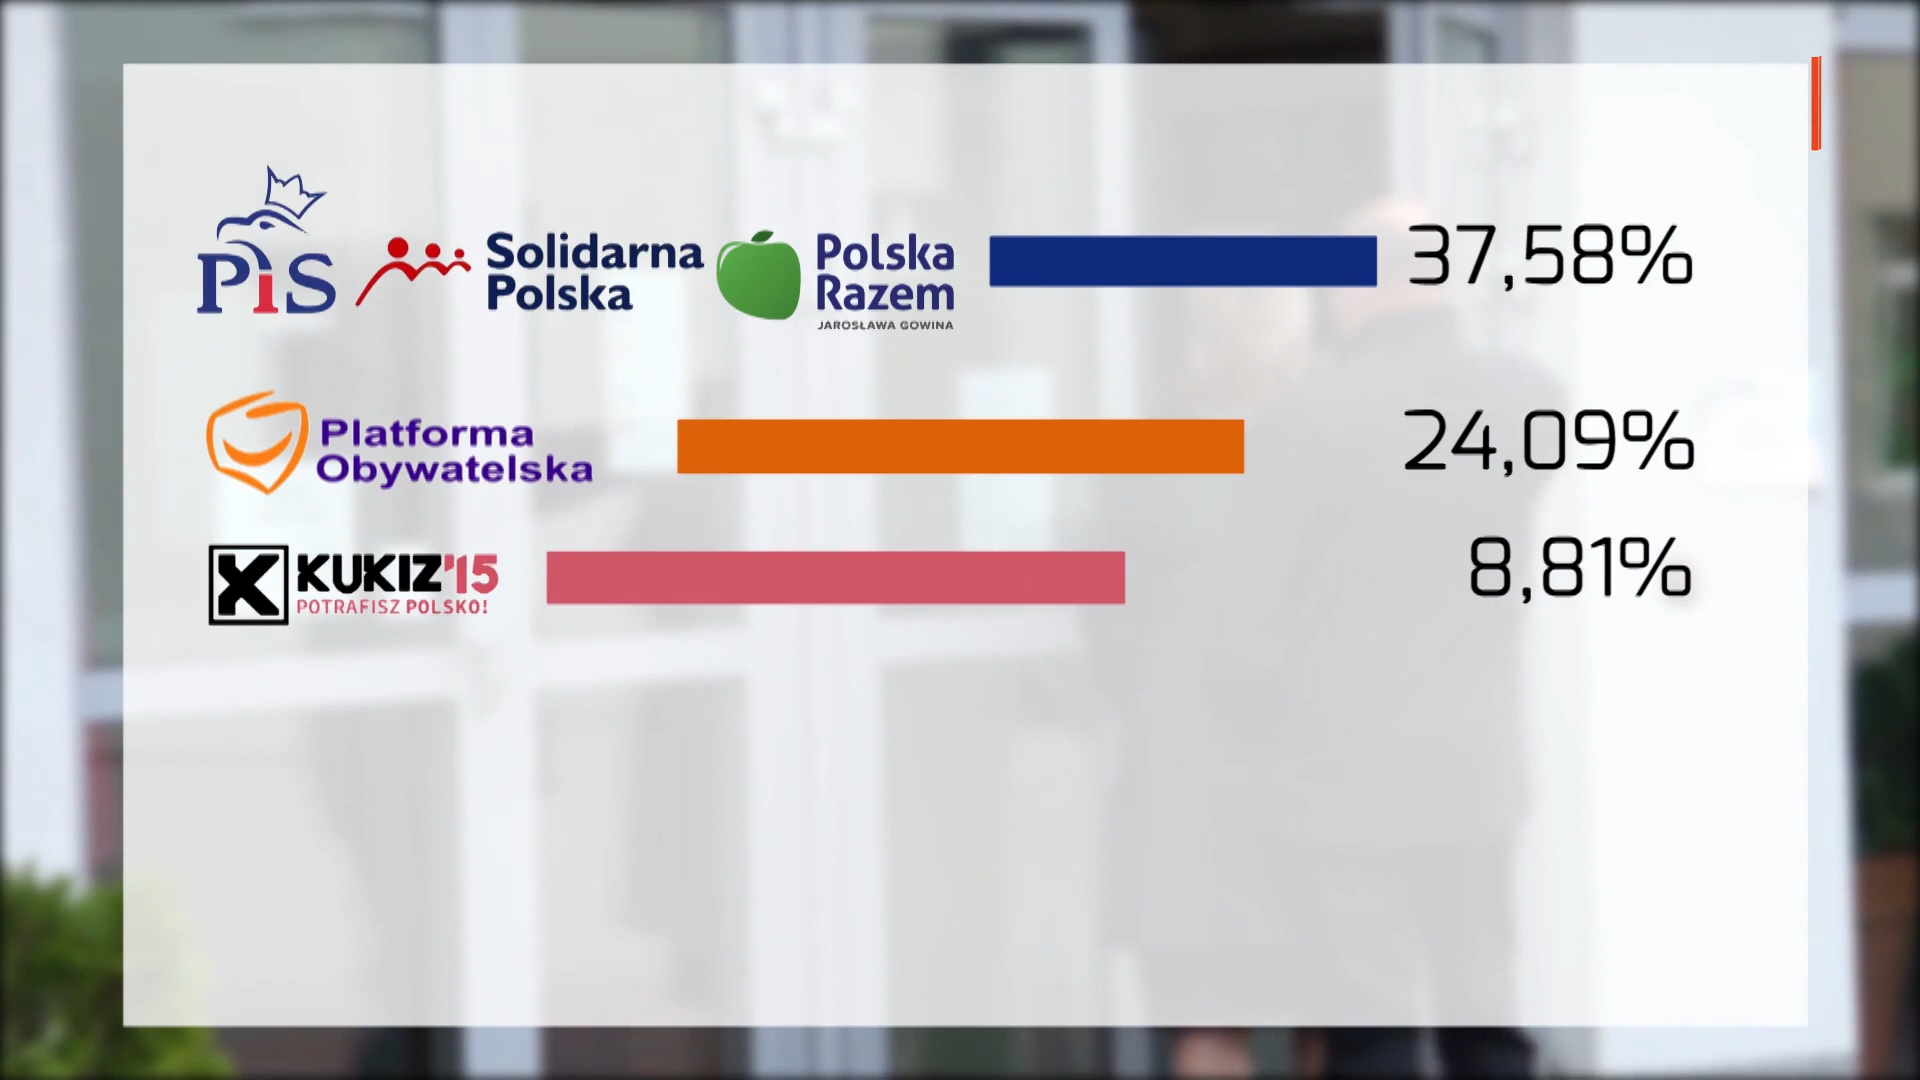 PiS
Solidarna
Polska
Polska
Razem
JAROSŁAWA GOWINA
37,58%
Platforma
Obywatelska
24,09%
K KUKIZ'15
POTRAFISZ POLSKO!
8,81%